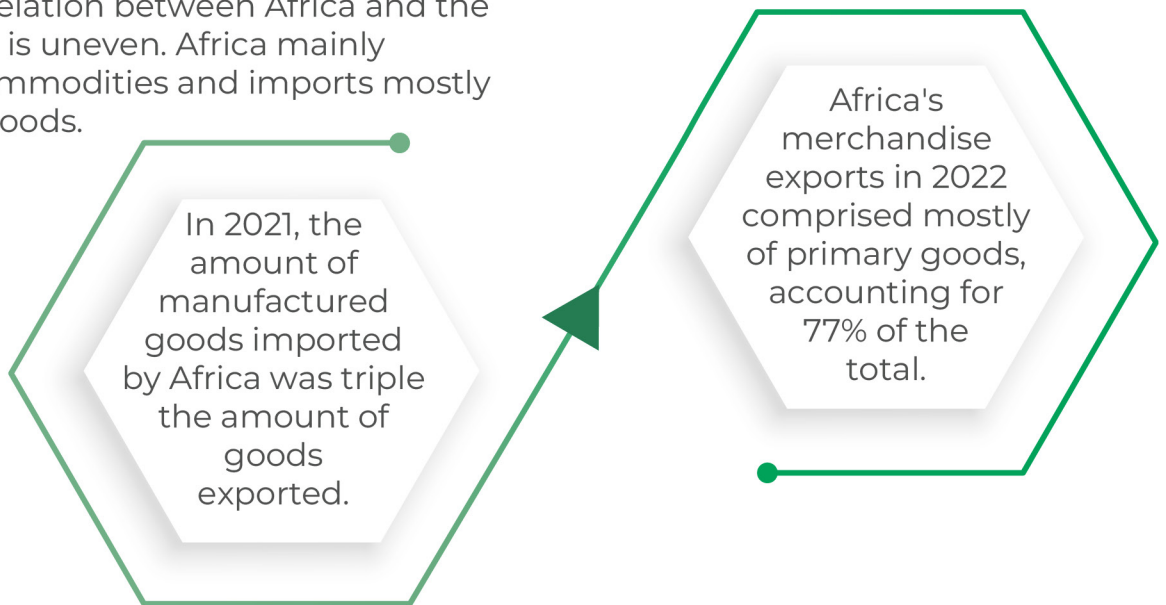 elation between Africa and the
is uneven. Africa mainly
mmodities and imports mostly
oods.
In 2021, the
amount of
manufactured
goods imported
by Africa was triple
the amount of
goods
exported.
Africa's
merchandise
exports in 2022
comprised mostly
of primary goods,
accounting for
77% of the
total.